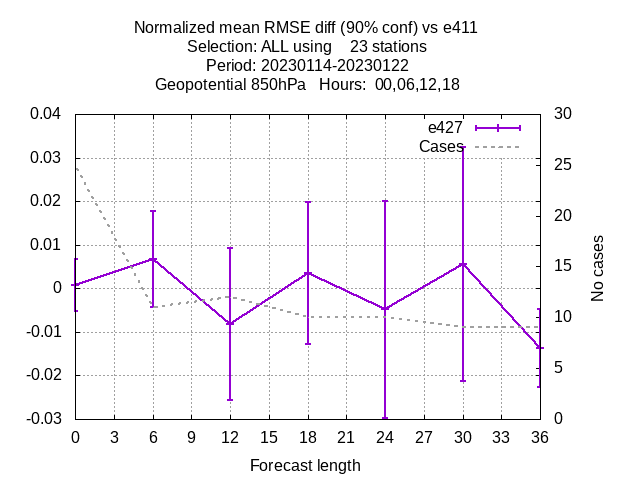 Normalized mean RMSE diff (90% conf) vs e411
Selection: ALL using    23 stations
Period: 20230114-20230122
Geopotential 850hPa   Hours:  00,06,12,18
e427
Cases
0.04
0.03
0.02
0.01
0
-0.01
-0.02
-0.03
30
25
20
15
10
5
0
No cases
0 3 6 9 12 15 18 21 24 27 30 33 36
Forecast length